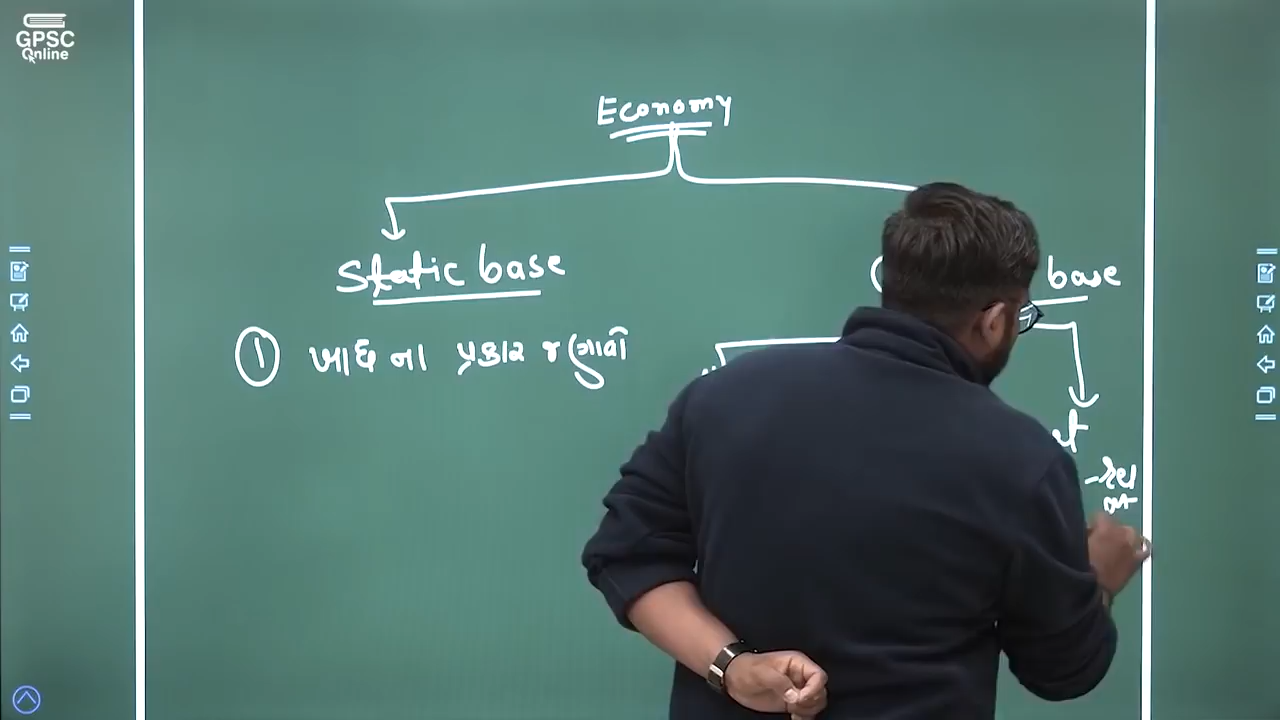 GPSC
Online
Economy
Static base
base
① ખાદ્ય ના પ્રકાર જણાવો